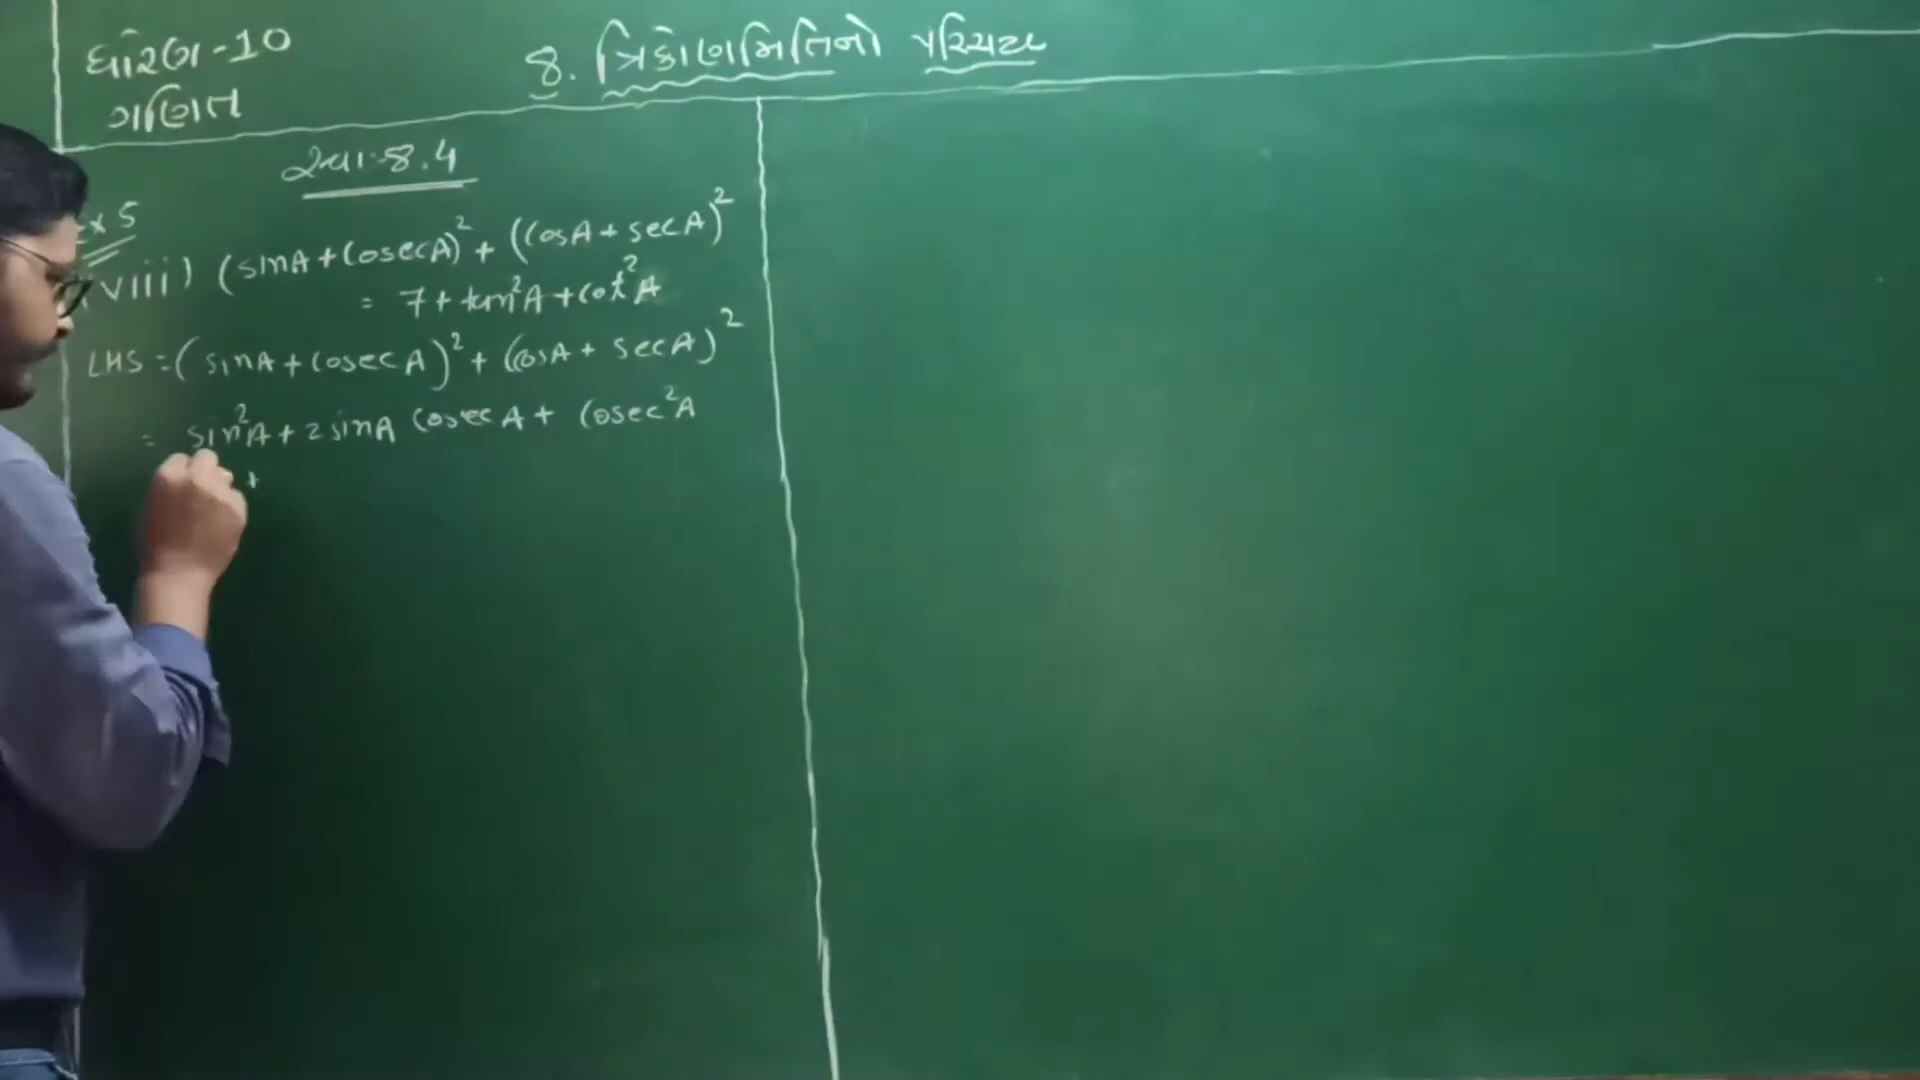 ધોરણ-10
ગણિત
8. ત્રિકોણમિતિનો પરિચય
સ્વા:-8.4
Ex 5
(viii) (sinA + cosecA)² + (cosA + secA)²
= 7 + tan²A + cot²A
LHS = (sinA + cosecA)² + (cosA + secA)²
= sin²A + 2 sinA cosecA + cosec²A
+